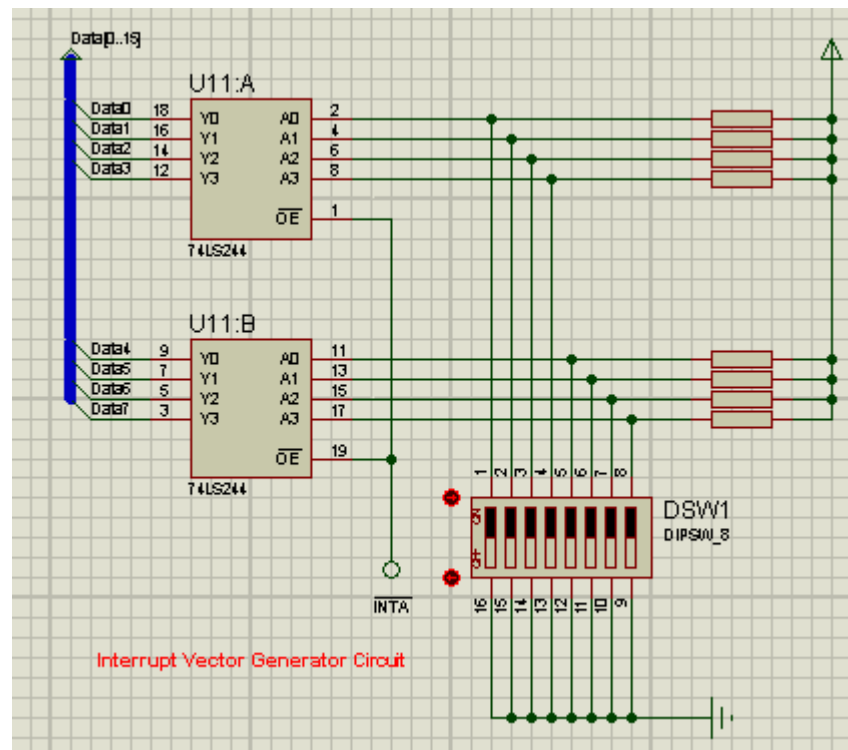 Data[0..15]
U11:A
Data0 18 Y0 A0 2
Data1 16 Y1 A1 4
Data2 14 Y2 A2 6
Data3 12 Y3 A3 8
OE 1
74LS244
U11:B
Data4 9 Y0 A0 11
Data5 7 Y1 A1 13
Data6 5 Y2 A2 15
Data7 3 Y3 A3 17
OE 19
74LS244
1 2 3 4 5 6 7 8
DSW1
DIPSW_8
16 15 14 13 12 11 10 9
INTA
Interrupt Vector Generator Circuit